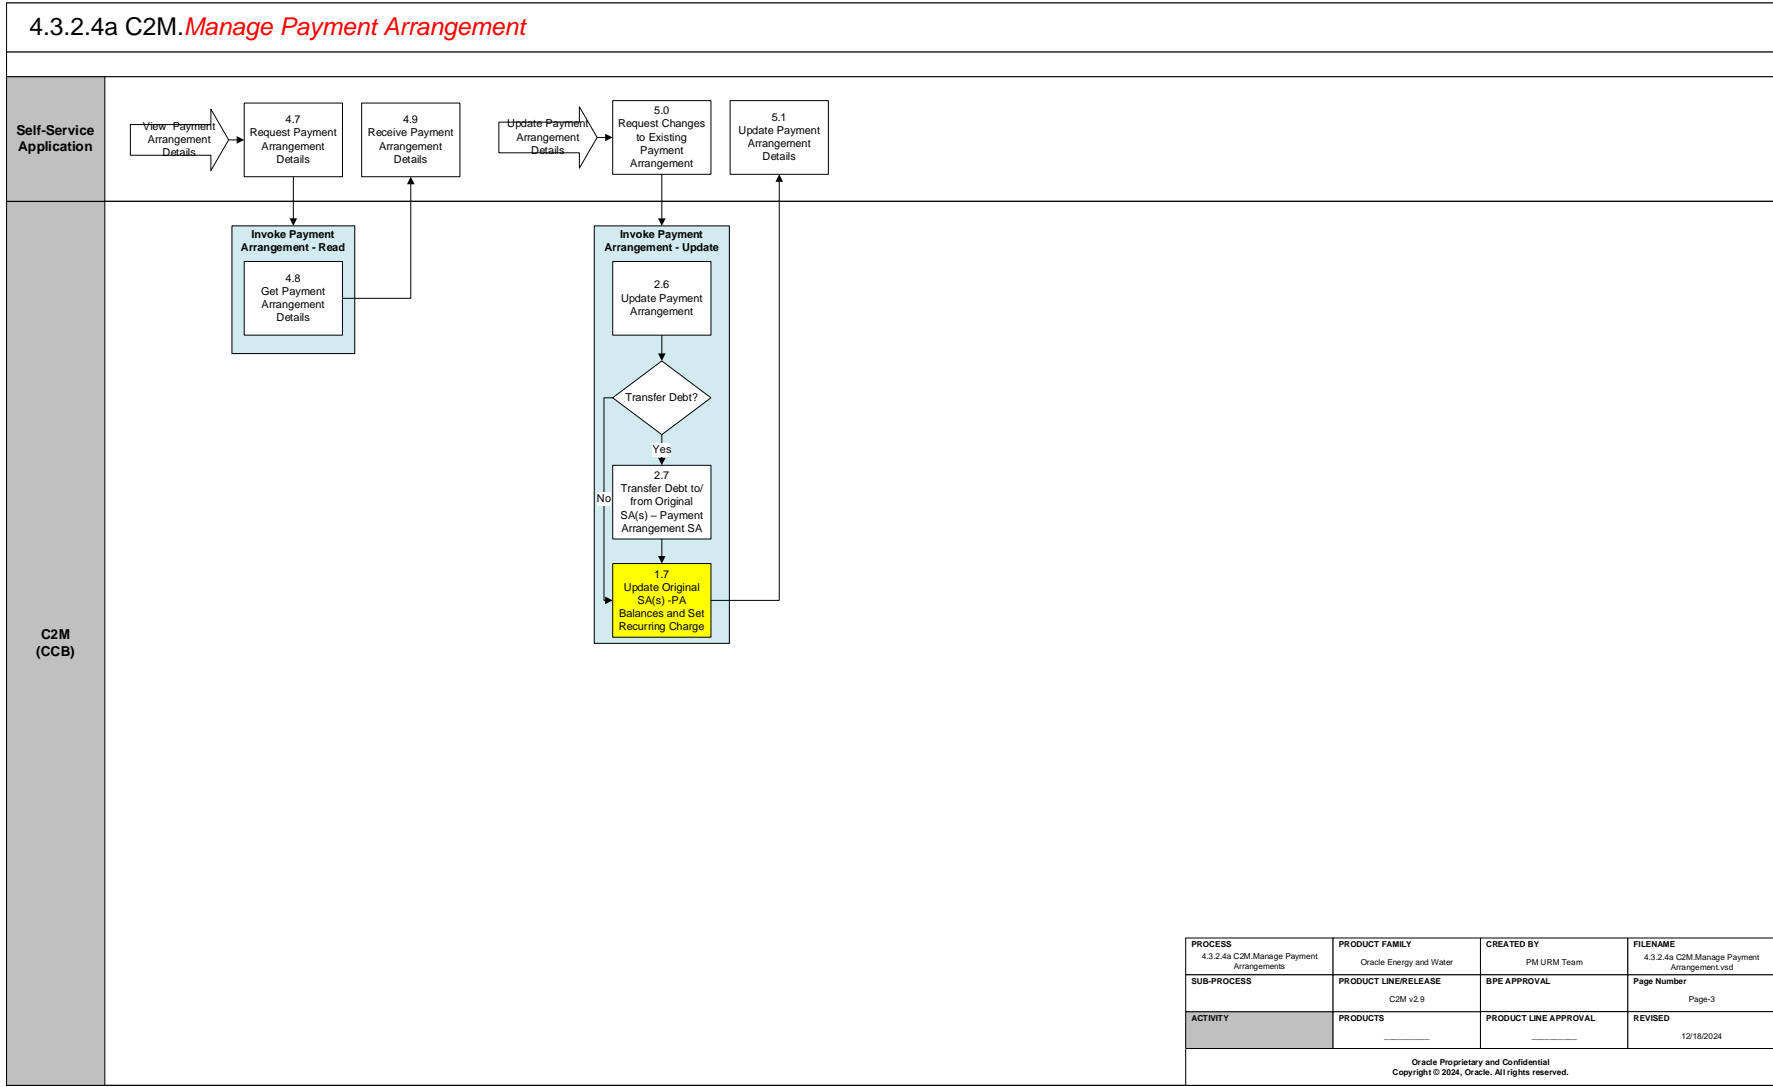 4.3.2.4a C2M.Manage Payment Arrangement
Self-Service
Application
View Payment
Arrangement
Details
4.7
Request Payment
Arrangement
Details
4.9
Receive Payment
Arrangement
Details
Update Payment
Arrangement
Details
5.0
Request Changes
to Existing
Payment
Arrangement
5.1
Update Payment
Arrangement
Details
C2M
(CCB)
Invoke Payment
Arrangement - Read
4.8
Get Payment
Arrangement
Details
Invoke Payment
Arrangement - Update
2.6
Update Payment
Arrangement
Transfer Debt?
Yes
No
2.7
Transfer Debt to/
from Original
SA(s) – Payment
Arrangement SA
1.7
Update Original
SA(s) -PA
Balances and Set
Recurring Charge
PROCESS
4.3.2.4a C2M.Manage Payment
Arrangements
PRODUCT FAMILY
Oracle Energy and Water
CREATED BY
PM URM Team
FILENAME
4.3.2.4a C2M.Manage Payment
Arrangement.vsd
SUB-PROCESS
PRODUCT LINE/RELEASE
C2M v2.9
BPE APPROVAL
Page Number
Page-3
ACTIVITY
PRODUCTS
PRODUCT LINE APPROVAL
REVISED
12/18/2024
Oracle Proprietary and Confidential
Copyright © 2024, Oracle. All rights reserved.